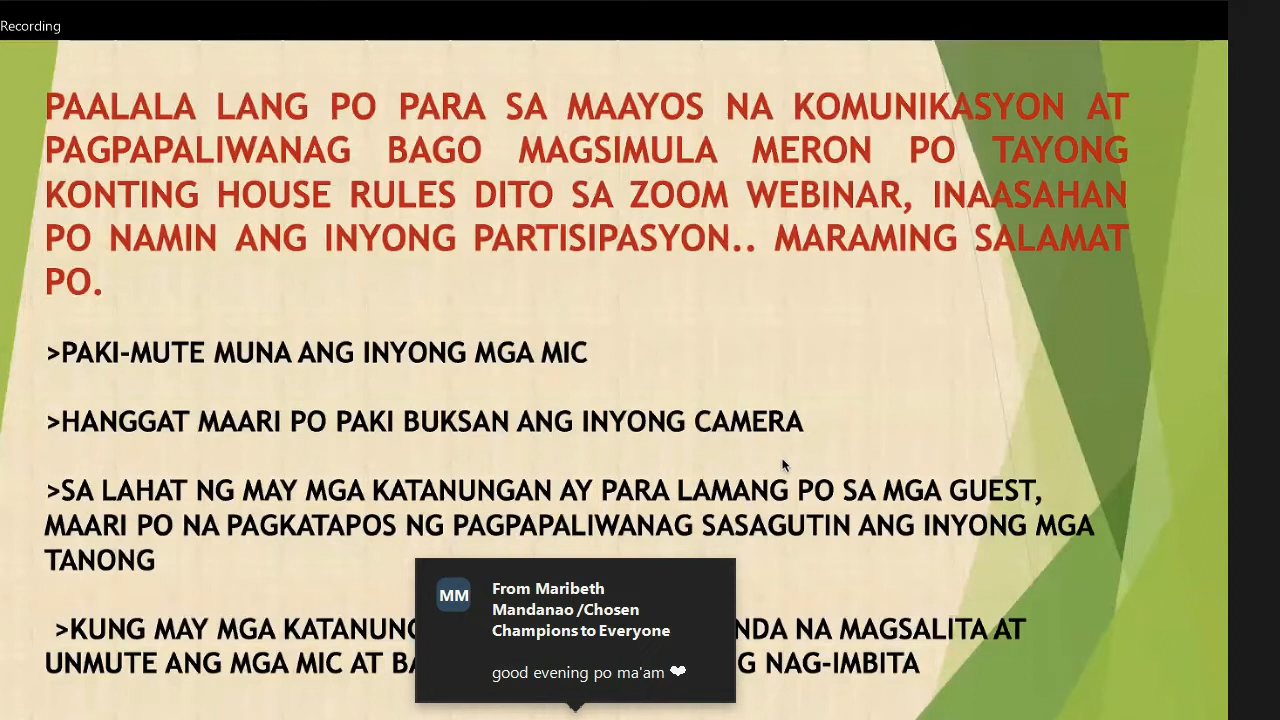 Recording
PAALALA LANG PO PARA SA MAAYOS NA KOMUNIKASYON AT
PAGPAPALIWANAG BAGO MAGSIMULA MERON PO TAYONG
KONTING HOUSE RULES DITO SA ZOOM WEBINAR, INAASAHAN
PO NAMIN ANG INYONG PARTISIPASYON.. MARAMING SALAMAT
PO.
>PAKI-MUTE MUNA ANG INYONG MGA MIC
>HANGGAT MAARI PO PAKI BUKSAN ANG INYONG CAMERA
>SA LAHAT NG MAY MGA KATANUNGAN AY PARA LAMANG PO SA MGA GUEST,
MAARI PO NA PAGKATAPOS NG PAGPAPALIWANAG SASAGUTIN ANG INYONG MGA
TANONG
>KUNG MAY MGA NA MAGSALITA AT
UNMUTE ANG MGA MIC AT NAG-IMBITA
MM
From Maribeth
Mandanao /Chosen
Champions to Everyone
good evening po ma'am ❤